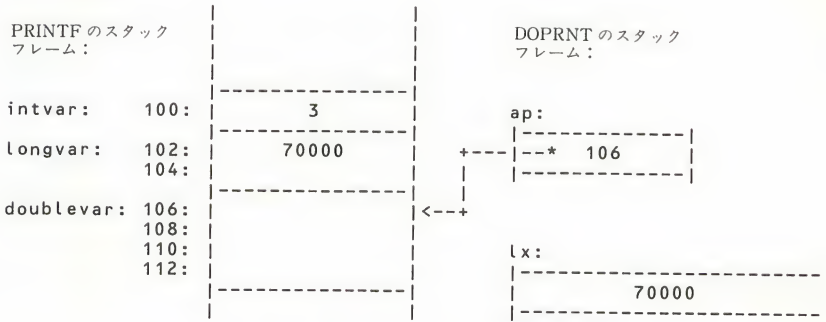 PRINTF のスタック
フレーム：
DOPRNT のスタック
フレーム：
intvar: 100: 3
ap:
longvar: 102: 70000
--* 106
104:
doublevar: 106:
108:
110:
lx:
112:
70000